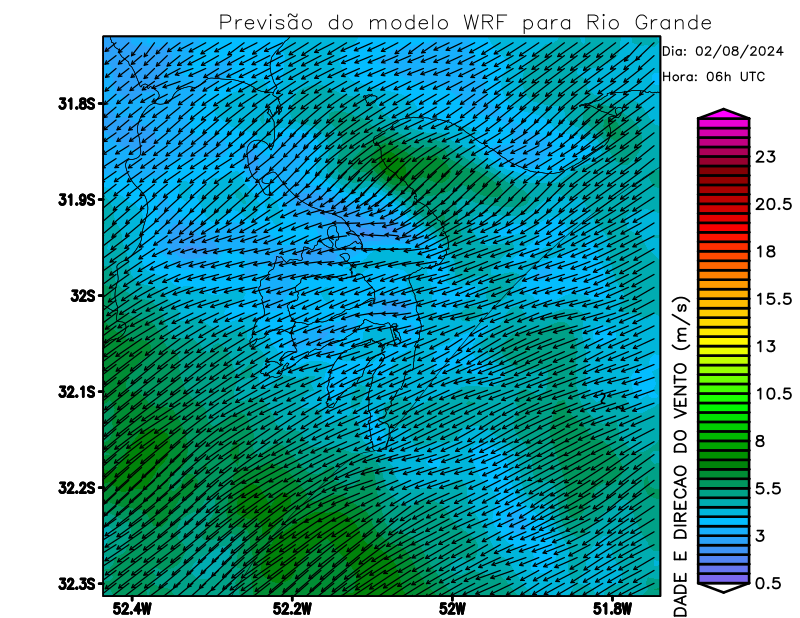 Previsão do modelo WRF para Rio Grande
Dia: 02/08/2024
Hora: 06h UTC
31.8S
31.9S
32S
32.1S
32.2S
32.3S
52.4W
52.2W
52W
51.8W
23
20.5
18
15.5
13
10.5
8
5.5
3
0.5
DADE E DIRECAO DO VENTO (m/s)